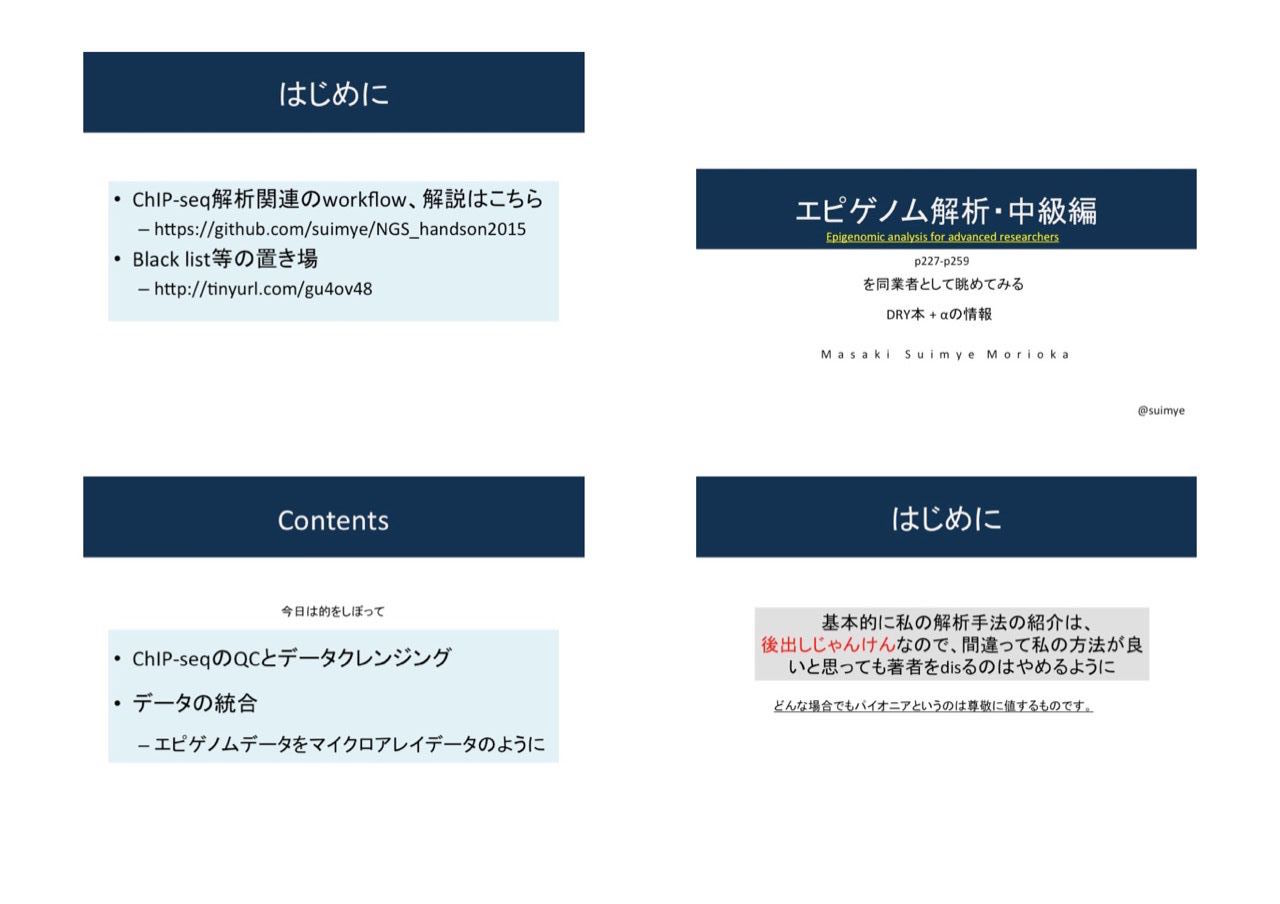 はじめに
• ChIP-seq解析関連のworkflow、解説はこちら
– https://github.com/suimye/NGS_handson2015
• Black list等の置き場
– http://tinyurl.com/gu4ov48
エピゲノム解析・中級編
Epigenomic analysis for advanced researchers
p227-p259
を同業者として眺めてみる
DRY本 + αの情報
Masaki Suimye Morioka
@suimye
Contents
今日は的をしぼって
• ChIP-seqのQCとデータクレンジング
• データの統合
– エピゲノムデータをマイクロアレイデータのように
はじめに
基本的に私の解析手法の紹介は、
後出しじゃんけんなので、間違って私の方法が良
いと思っても著者をdisるのはやめるように
どんな場合でもパイオニアというのは尊敬に値するものです。